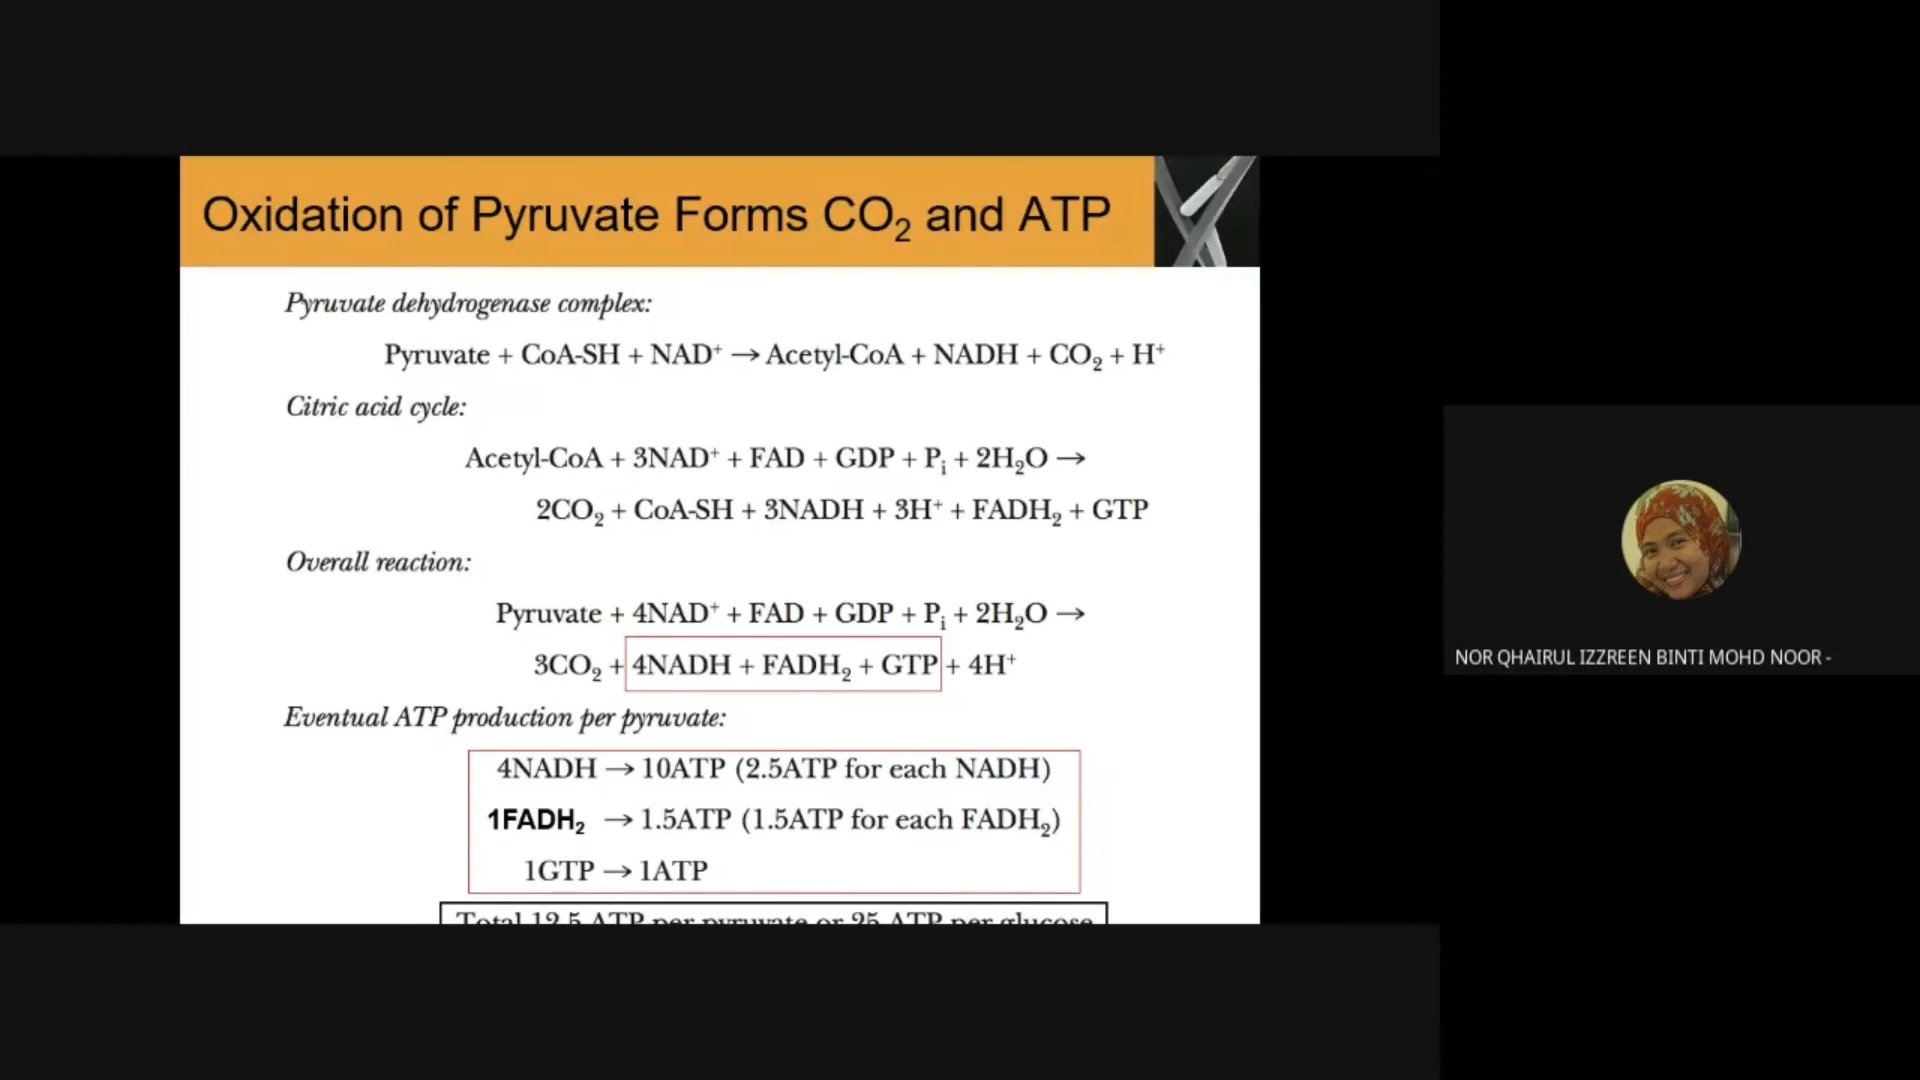 Oxidation of Pyruvate Forms CO₂ and ATP
Pyruvate dehydrogenase complex:
Pyruvate + CoA-SH + NAD⁺ → Acetyl-CoA + NADH + CO₂ + H⁺
Citric acid cycle:
Acetyl-CoA + 3NAD⁺ + FAD + GDP + Pᵢ + 2H₂O →
2CO₂ + CoA-SH + 3NADH + 3H⁺ + FADH₂ + GTP
Overall reaction:
Pyruvate + 4NAD⁺ + FAD + GDP + Pᵢ + 2H₂O →
3CO₂ + 4NADH + FADH₂ + GTP + 4H⁺
Eventual ATP production per pyruvate:
4NADH → 10ATP (2.5ATP for each NADH)
1FADH₂ → 1.5ATP (1.5ATP for each FADH₂)
1GTP → 1ATP
Total 12.5 ATP per pyruvate or 25 ATP per glucose
NOR QHAIRUL IZZREEN BINTI MOHD NOOR -